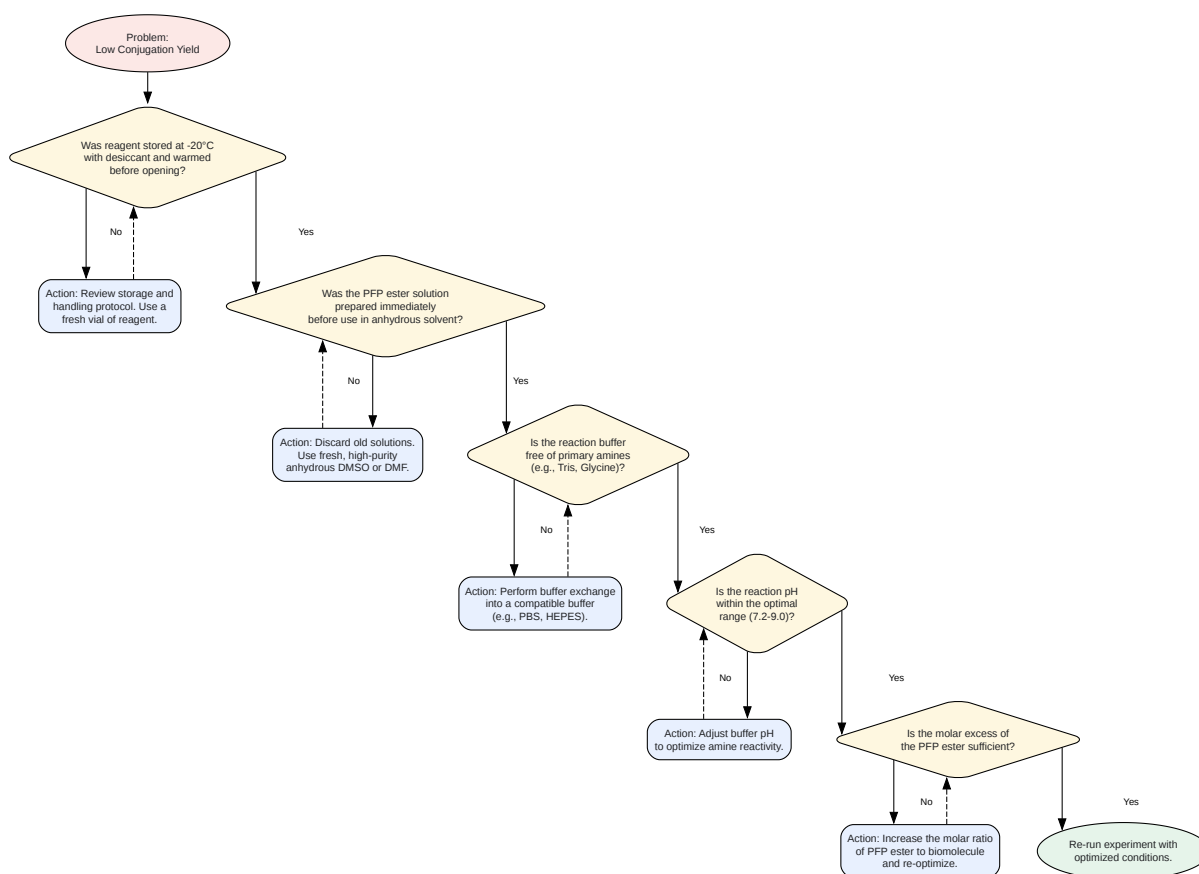 Problem:
Low Conjugation Yield
Was reagent stored at -20°C
with desiccant and warmed
before opening?
No
Yes
Action: Review storage and
handling protocol. Use a
fresh vial of reagent.
Was the PFP ester solution
prepared immediately
before use in anhydrous solvent?
No
Yes
Action: Discard old solutions.
Use fresh, high-purity
anhydrous DMSO or DMF.
Is the reaction buffer
free of primary amines
(e.g., Tris, Glycine)?
No
Yes
Action: Perform buffer exchange
into a compatible buffer
(e.g., PBS, HEPES).
Is the reaction pH
within the optimal
range (7.2-9.0)?
No
Yes
Action: Adjust buffer pH
to optimize amine reactivity.
Is the molar excess of
the PFP ester sufficient?
No
Yes
Action: Increase the molar ratio
of PFP ester to biomolecule
and re-optimize.
Re-run experiment with
optimized conditions.